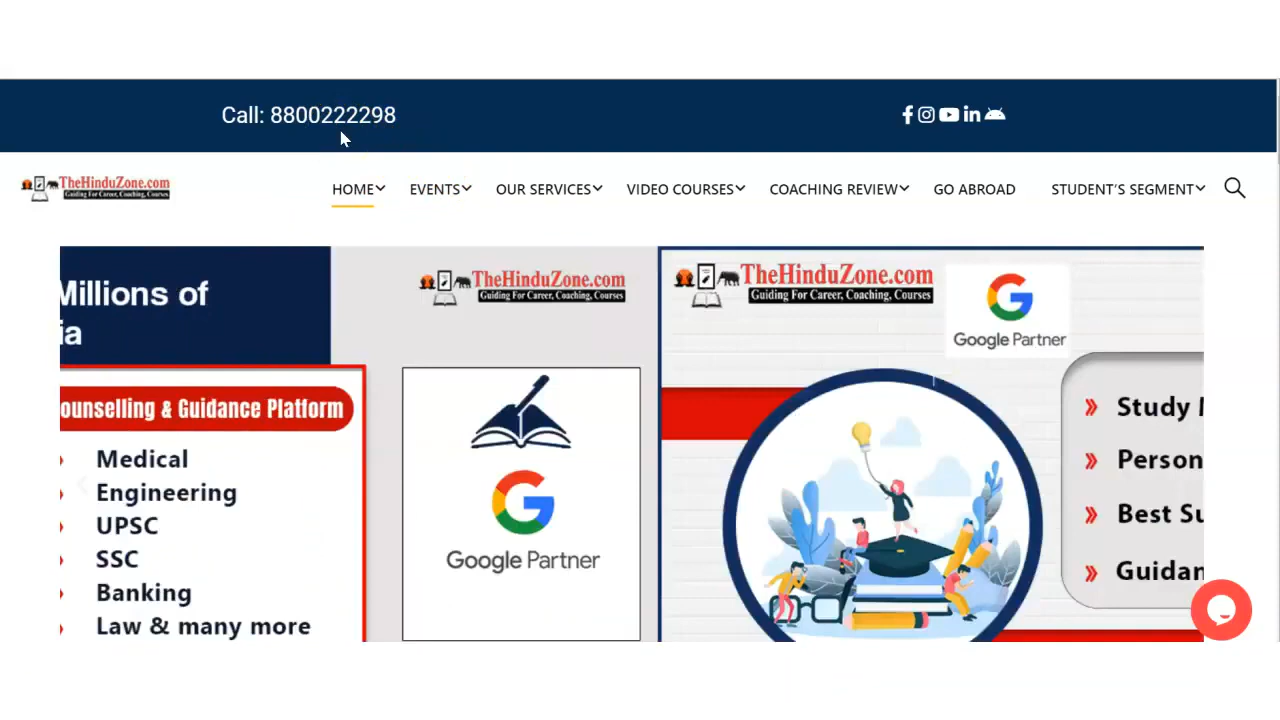 Call: 8800222298
TheHinduZone.com
Guiding For Career, Coaching, Courses
HOME
EVENTS
OUR SERVICES
VIDEO COURSES
COACHING REVIEW
GO ABROAD
STUDENT'S SEGMENT
Millions of
ia
ounselling & Guidance Platform
Medical
Engineering
UPSC
SSC
Banking
Law & many more
TheHinduZone.com
Guiding For Career, Coaching, Courses
Google Partner
TheHinduZone.com
Guiding For Career, Coaching, Courses
Google Partner
Study
Person
Best Su
Guidan